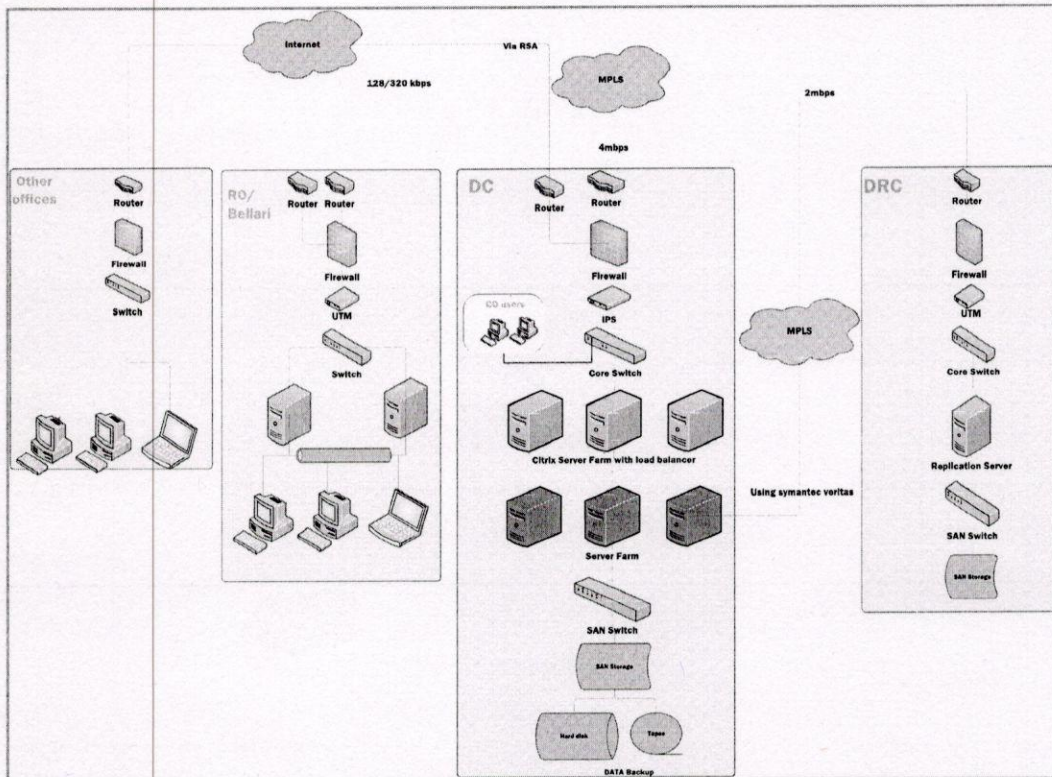 Internet
Via RSA
MPLS
128/320 kbps
2mbps
4mbps
Other
offices
Router
Firewall
Switch
RO/
Bellari
Router
Router
Firewall
UTM
Switch
DC
Router
Router
Firewall
CO users
IPS
Core Switch
Citrix Server Farm with load balancer
Server Farm
SAN Switch
SAN Storage
Hard disk
Tapes
DATA Backup
MPLS
Using symantec veritas
DRC
Router
Firewall
UTM
Core Switch
Replication Server
SAN Switch
SAN Storage